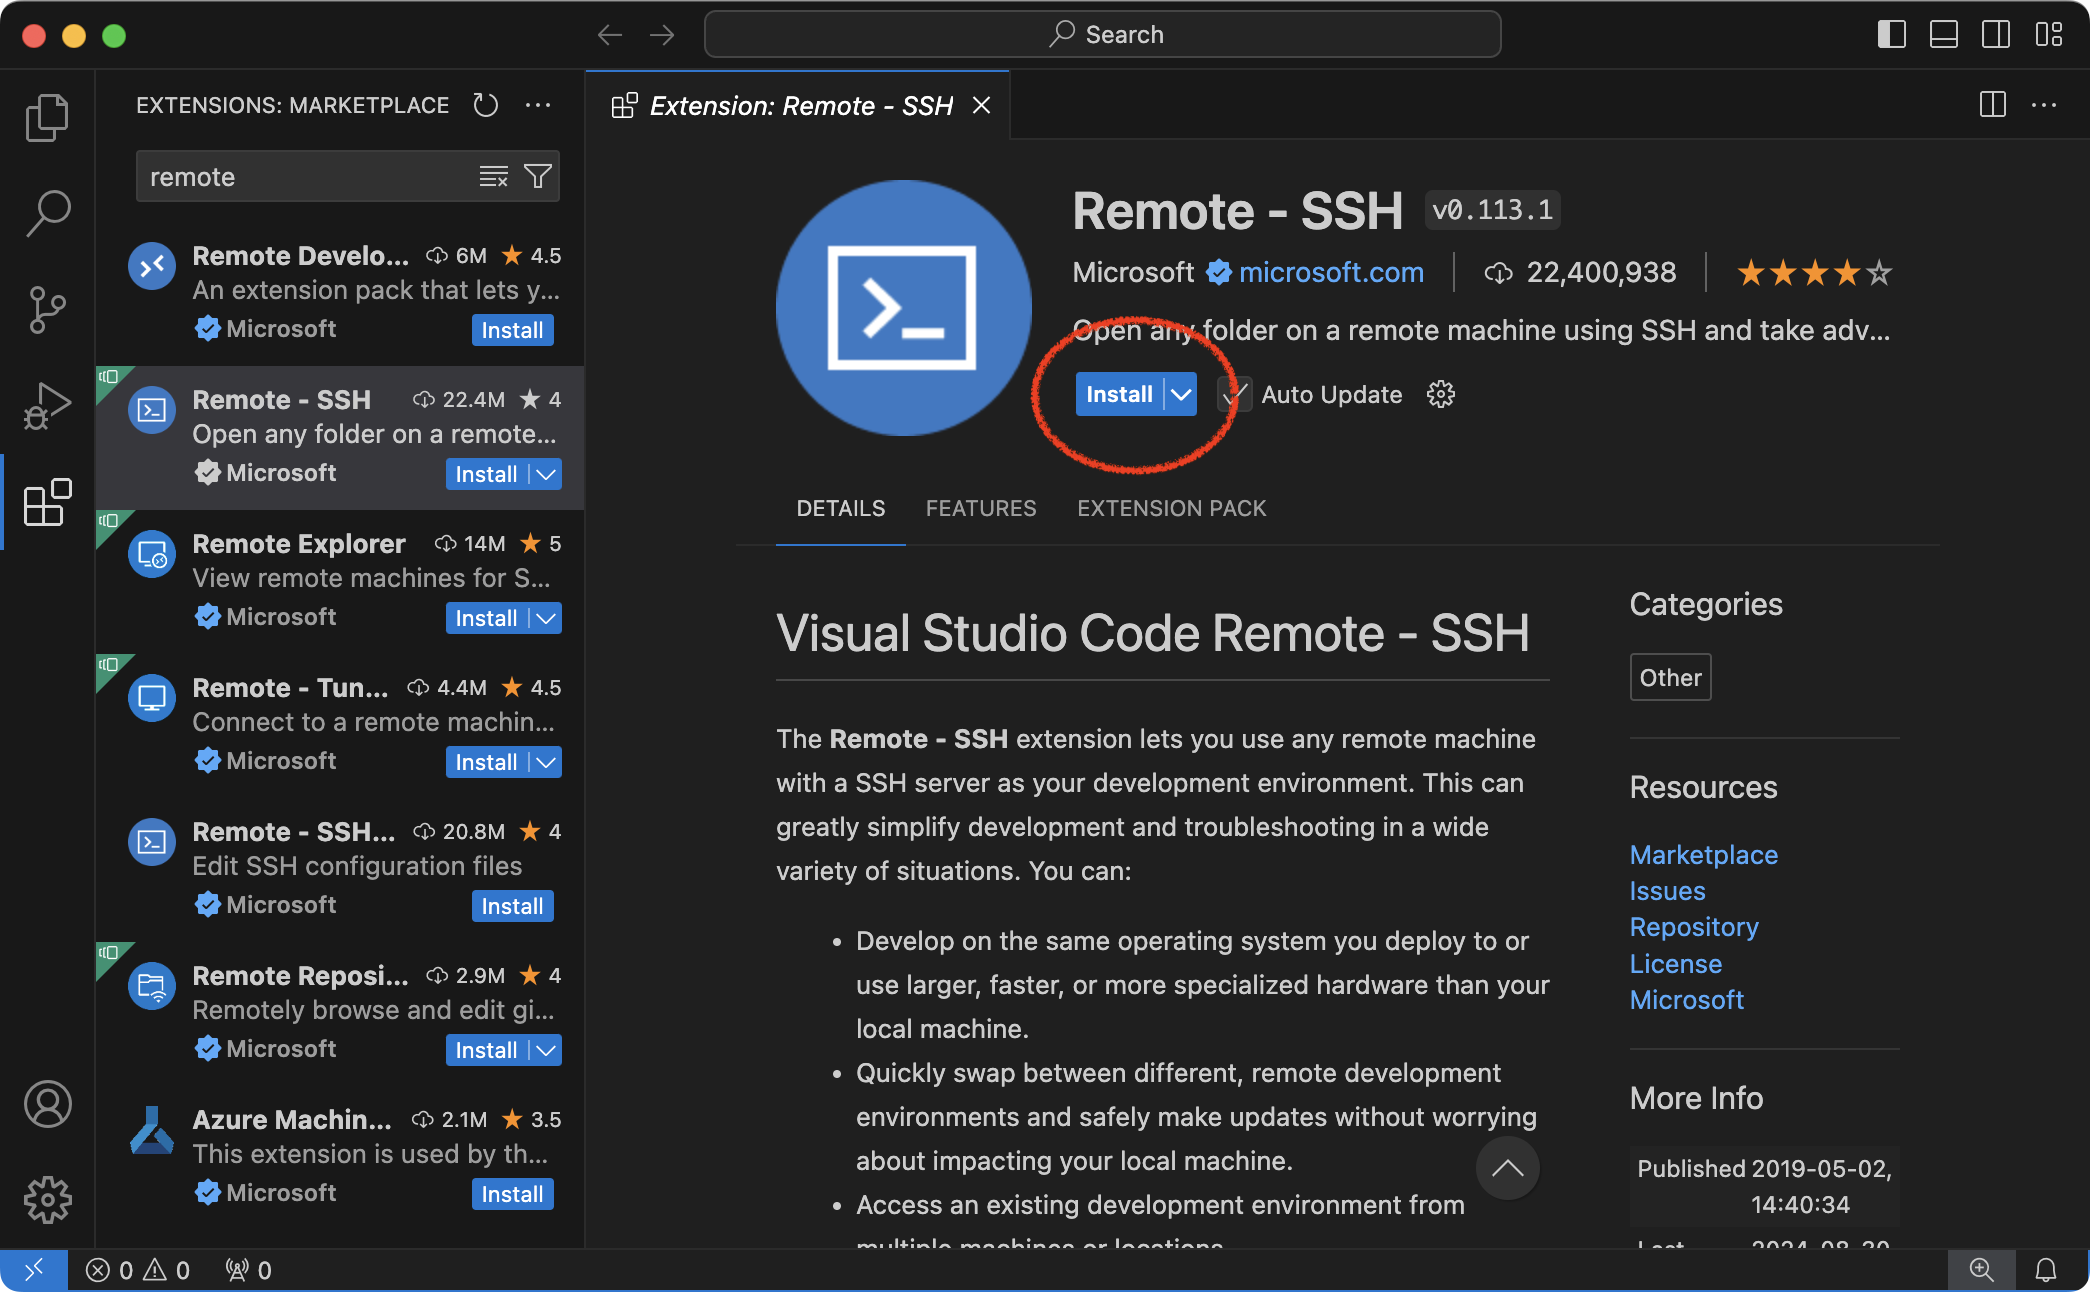 Search
EXTENSIONS: MARKETPLACE
remote
Remote Develo... 6M 4.5
An extension pack that lets y...
Microsoft Install
Remote - SSH 22.4M 4
Open any folder on a remote...
Microsoft Install
Remote Explorer 14M 5
View remote machines for S...
Microsoft Install
Remote - Tun... 4.4M 4.5
Connect to a remote machin...
Microsoft Install
Remote - SSH... 20.8M 4
Edit SSH configuration files
Microsoft Install
Remote Reposi... 2.9M 4
Remotely browse and edit gi...
Microsoft Install
Azure Machin... 2.1M 3.5
This extension is used by th...
Microsoft Install
Extension: Remote - SSH
Remote - SSH v0.113.1
Microsoft microsoft.com 22,400,938
Open any folder on a remote machine using SSH and take adv...
Install Auto Update
DETAILS FEATURES EXTENSION PACK
Visual Studio Code Remote - SSH
The Remote - SSH extension lets you use any remote machine
with a SSH server as your development environment. This can
greatly simplify development and troubleshooting in a wide
variety of situations. You can:
• Develop on the same operating system you deploy to or
use larger, faster, or more specialized hardware than your
local machine.
• Quickly swap between different, remote development
environments and safely make updates without worrying
about impacting your local machine.
• Access an existing development environment from
multiple machines or locations.
Categories
Other
Resources
Marketplace
Issues
Repository
License
Microsoft
More Info
Published 2019-05-02,
14:40:34
Last 2024-08-30
0 0 0